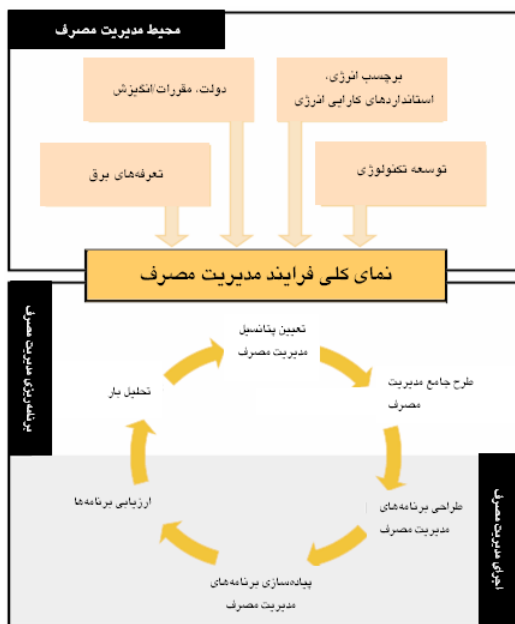 محیط مدیریت مصرف
برچسب انرژی،
استانداردهای کارایی انرژی
دولت، مقررات/انگیزش
توسعه تکنولوژی
تعرفه‌های برق
نمای کلی فرایند مدیریت مصرف
برنامه‌ریزی مدیریت مصرف
تعیین پتانسیل
مدیریت مصرف
طرح جامع مدیریت
مصرف
تحلیل بار
اجرای مدیریت مصرف
طراحی برنامه‌های
مدیریت مصرف
پیاده‌سازی برنامه‌های
مدیریت مصرف
ارزیابی برنامه‌ها